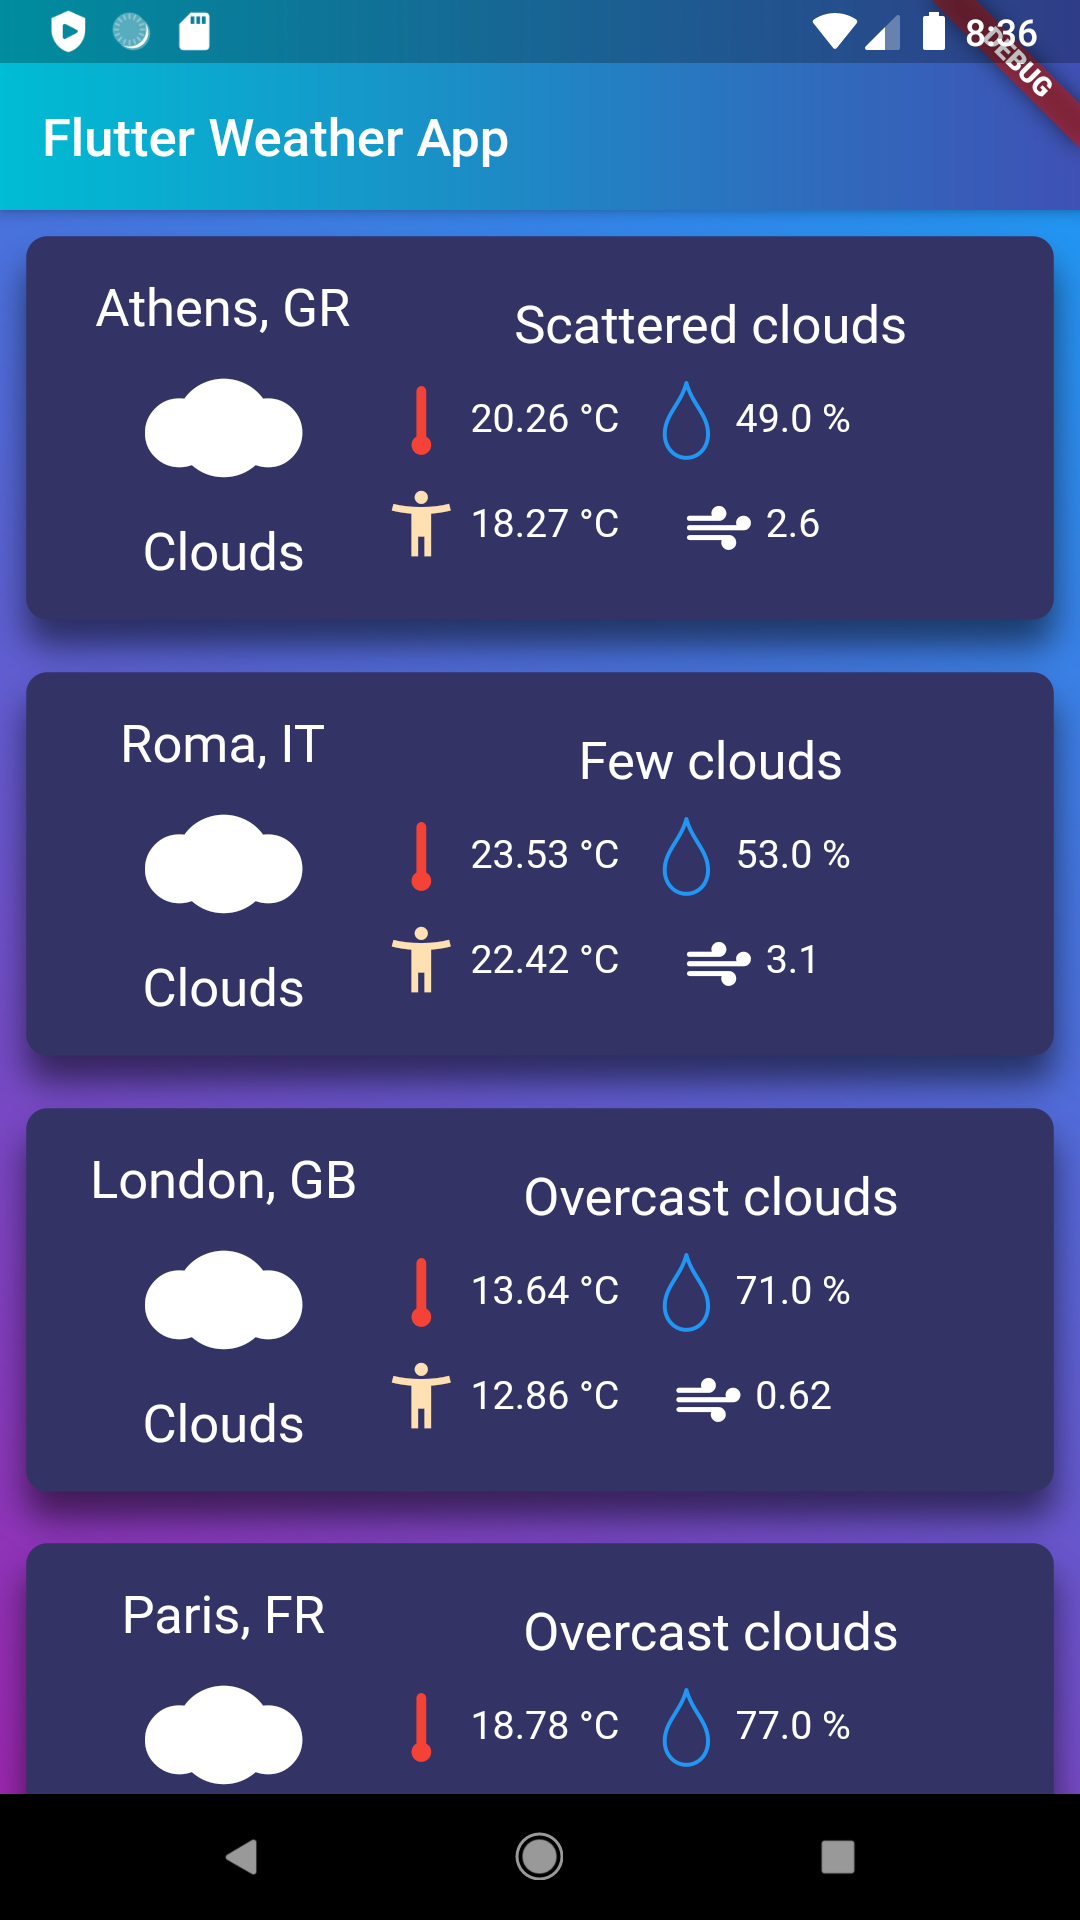 8:36
DEBUG
Flutter Weather App
Athens, GR
Scattered clouds
20.26 °C
49.0 %
18.27 °C
2.6
Clouds
Roma, IT
Few clouds
23.53 °C
53.0 %
22.42 °C
3.1
Clouds
London, GB
Overcast clouds
13.64 °C
71.0 %
12.86 °C
0.62
Clouds
Paris, FR
Overcast clouds
18.78 °C
77.0 %